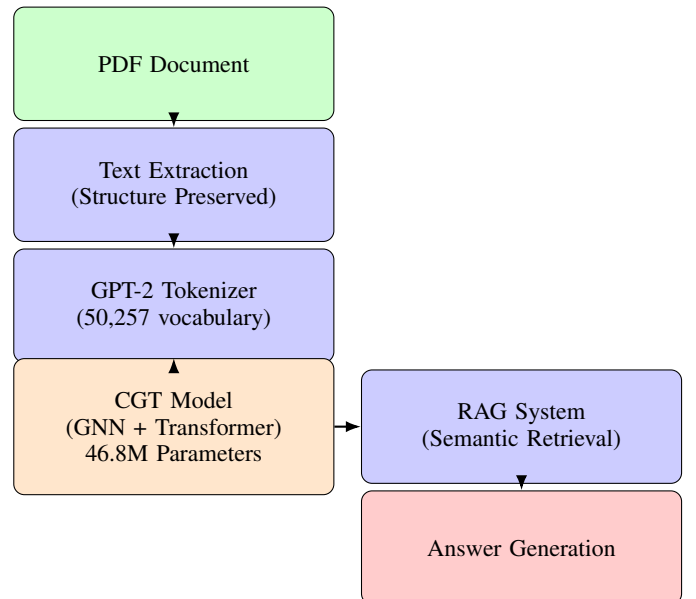 PDF Document
Text Extraction
(Structure Preserved)
GPT-2 Tokenizer
(50,257 vocabulary)
CGT Model
(GNN + Transformer)
46.8M Parameters
RAG System
(Semantic Retrieval)
Answer Generation